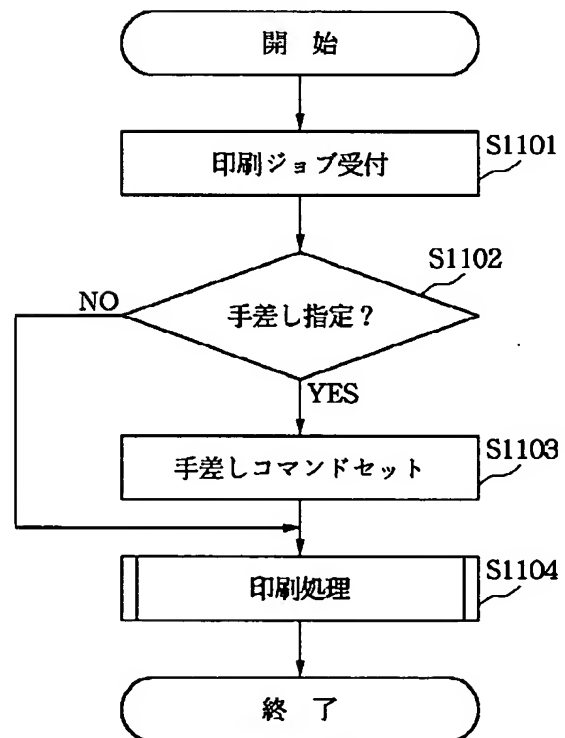 開 始
印刷ジョブ受付
S1101
S1102
手差し指定?
NO
YES
手差しコマンドセット
S1103
印刷処理
S1104
終 了